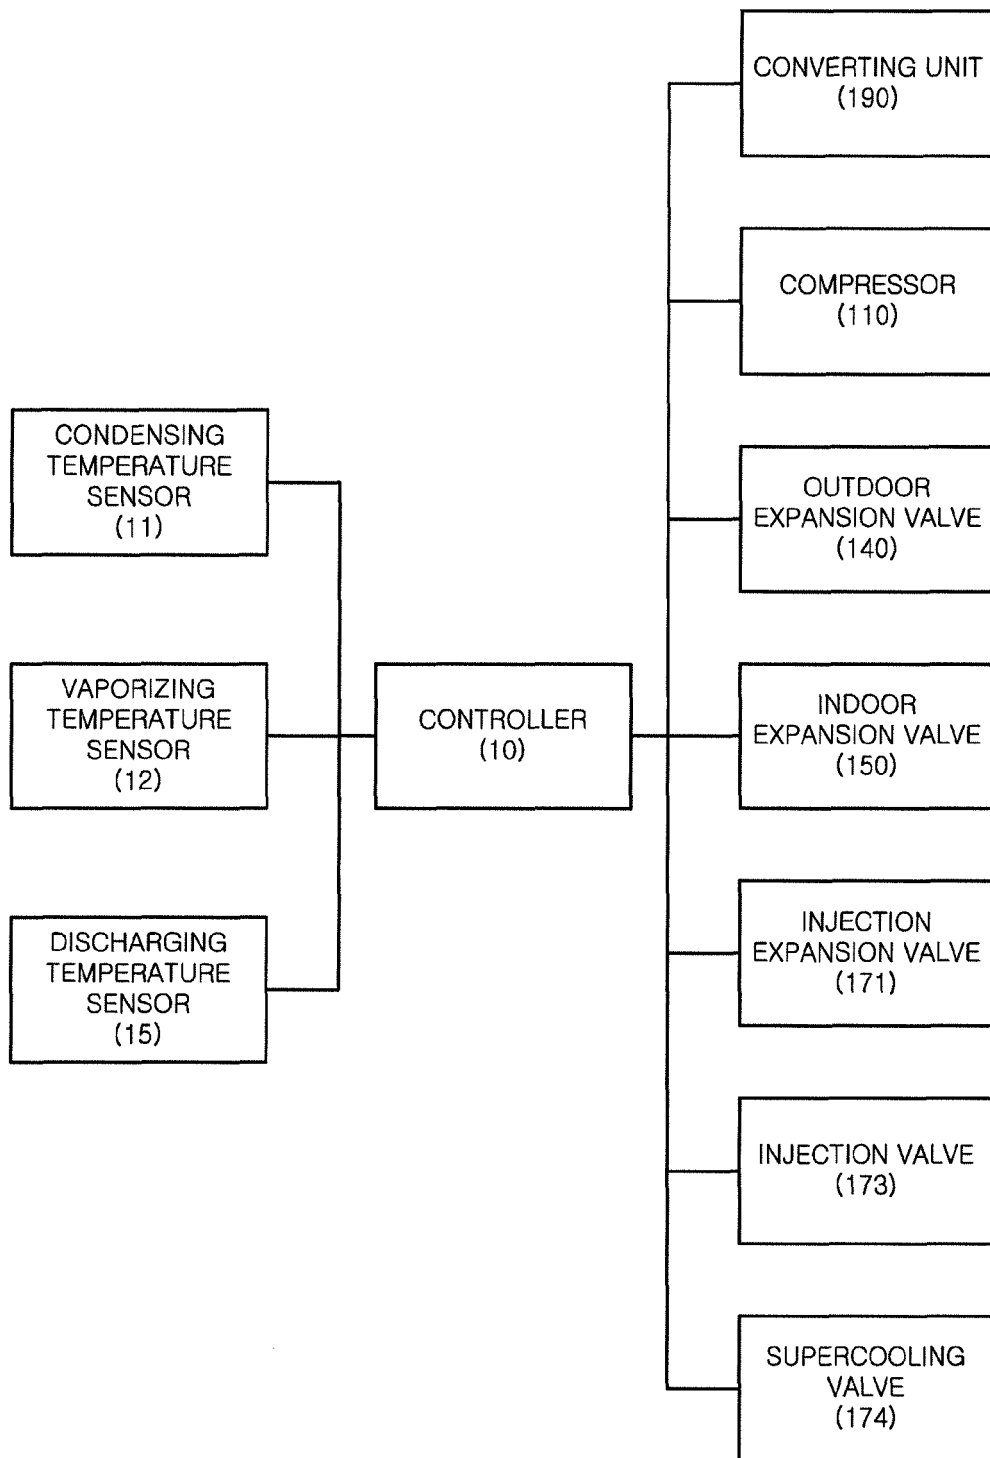 CONDENSING
TEMPERATURE
SENSOR
(11)
VAPORIZING
TEMPERATURE
SENSOR
(12)
DISCHARGING
TEMPERATURE
SENSOR
(15)
CONTROLLER
(10)
CONVERTING UNIT
(190)
COMPRESSOR
(110)
OUTDOOR
EXPANSION VALVE
(140)
INDOOR
EXPANSION VALVE
(150)
INJECTION
EXPANSION VALVE
(171)
INJECTION VALVE
(173)
SUPERCOOLING
VALVE
(174)